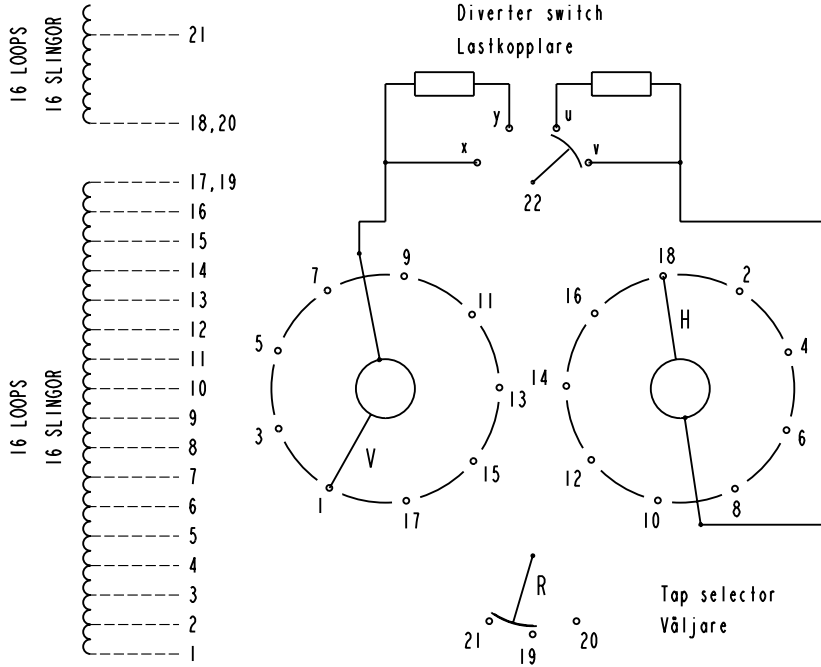 Diverter switch
Lastkopplare
16 LOOPS
16 SLINGOR
21
18,20
y
u
x
v
22
17,19
16
15
14
13
12
11
10
9
8
7
6
5
4
3
2
1
16 LOOPS
16 SLINGOR
9
7
11
5
13
3
15
1
17
V
18
2
16
H
4
14
6
12
8
10
R
21
19
20
Tap selector
Väljare